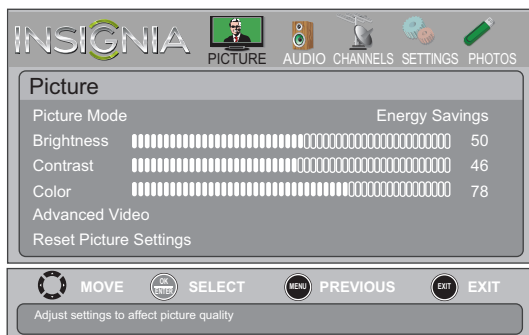 INSIGNIA PICTURE AUDIO CHANNELS SETTINGS PHOTOS
Picture
Picture Mode Energy Savings
Brightness 50
Contrast 46
Color 78
Advanced Video
Reset Picture Settings
MOVE OK ENTER SELECT MENU PREVIOUS EXIT EXIT
Adjust settings to affect picture quality